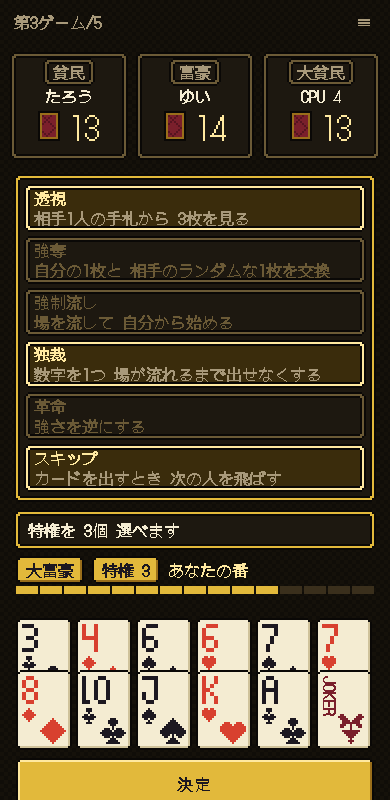 第3ゲーム/5
貧民 富豪 大貧民
たろう ゆい CPU 4
13 14 13
透視
相手1人の手札から 3枚を見る
強奪
自分の1枚と 相手のランダムな1枚を交換
強制流し
場を流して 自分から始める
独裁
数字を1つ 場が流れるまで出せなくする
革命
強さを逆にする
スキップ
カードを出すとき 次の人を飛ばす
特権を 3個 選べます
大富豪 特権 3 あなたの番
3 4 6 6 7 7
8 10 J K A JOKER
決定